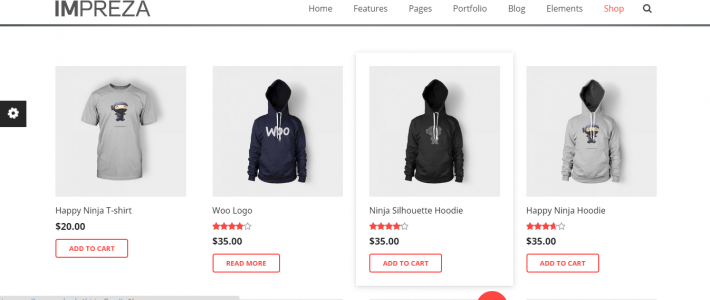 IMPREZA
Home Features Pages Portfolio Blog Elements Shop
Woo
Happy Ninja T-shirt
$20.00
ADD TO CART
Woo Logo
$35.00
READ MORE
Ninja Silhouette Hoodie
$35.00
ADD TO CART
Happy Ninja Hoodie
$35.00
ADD TO CART